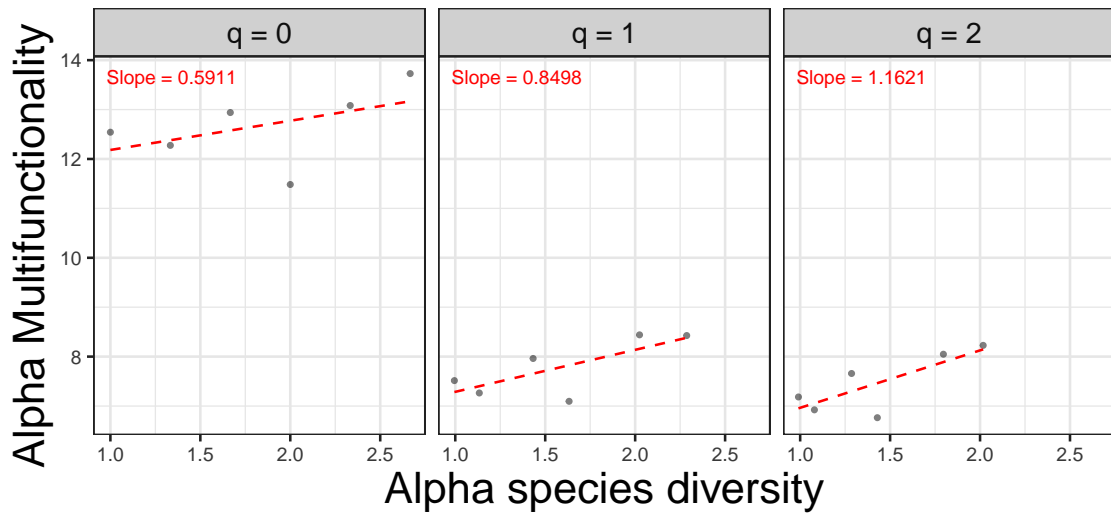 q = 0
q = 1
q = 2
Slope = 0.5911
Slope = 0.8498
Slope = 1.1621
Alpha Multifunctionality
14
12
10
8
1.0 1.5 2.0 2.5
1.0 1.5 2.0 2.5
1.0 1.5 2.0 2.5
Alpha species diversity